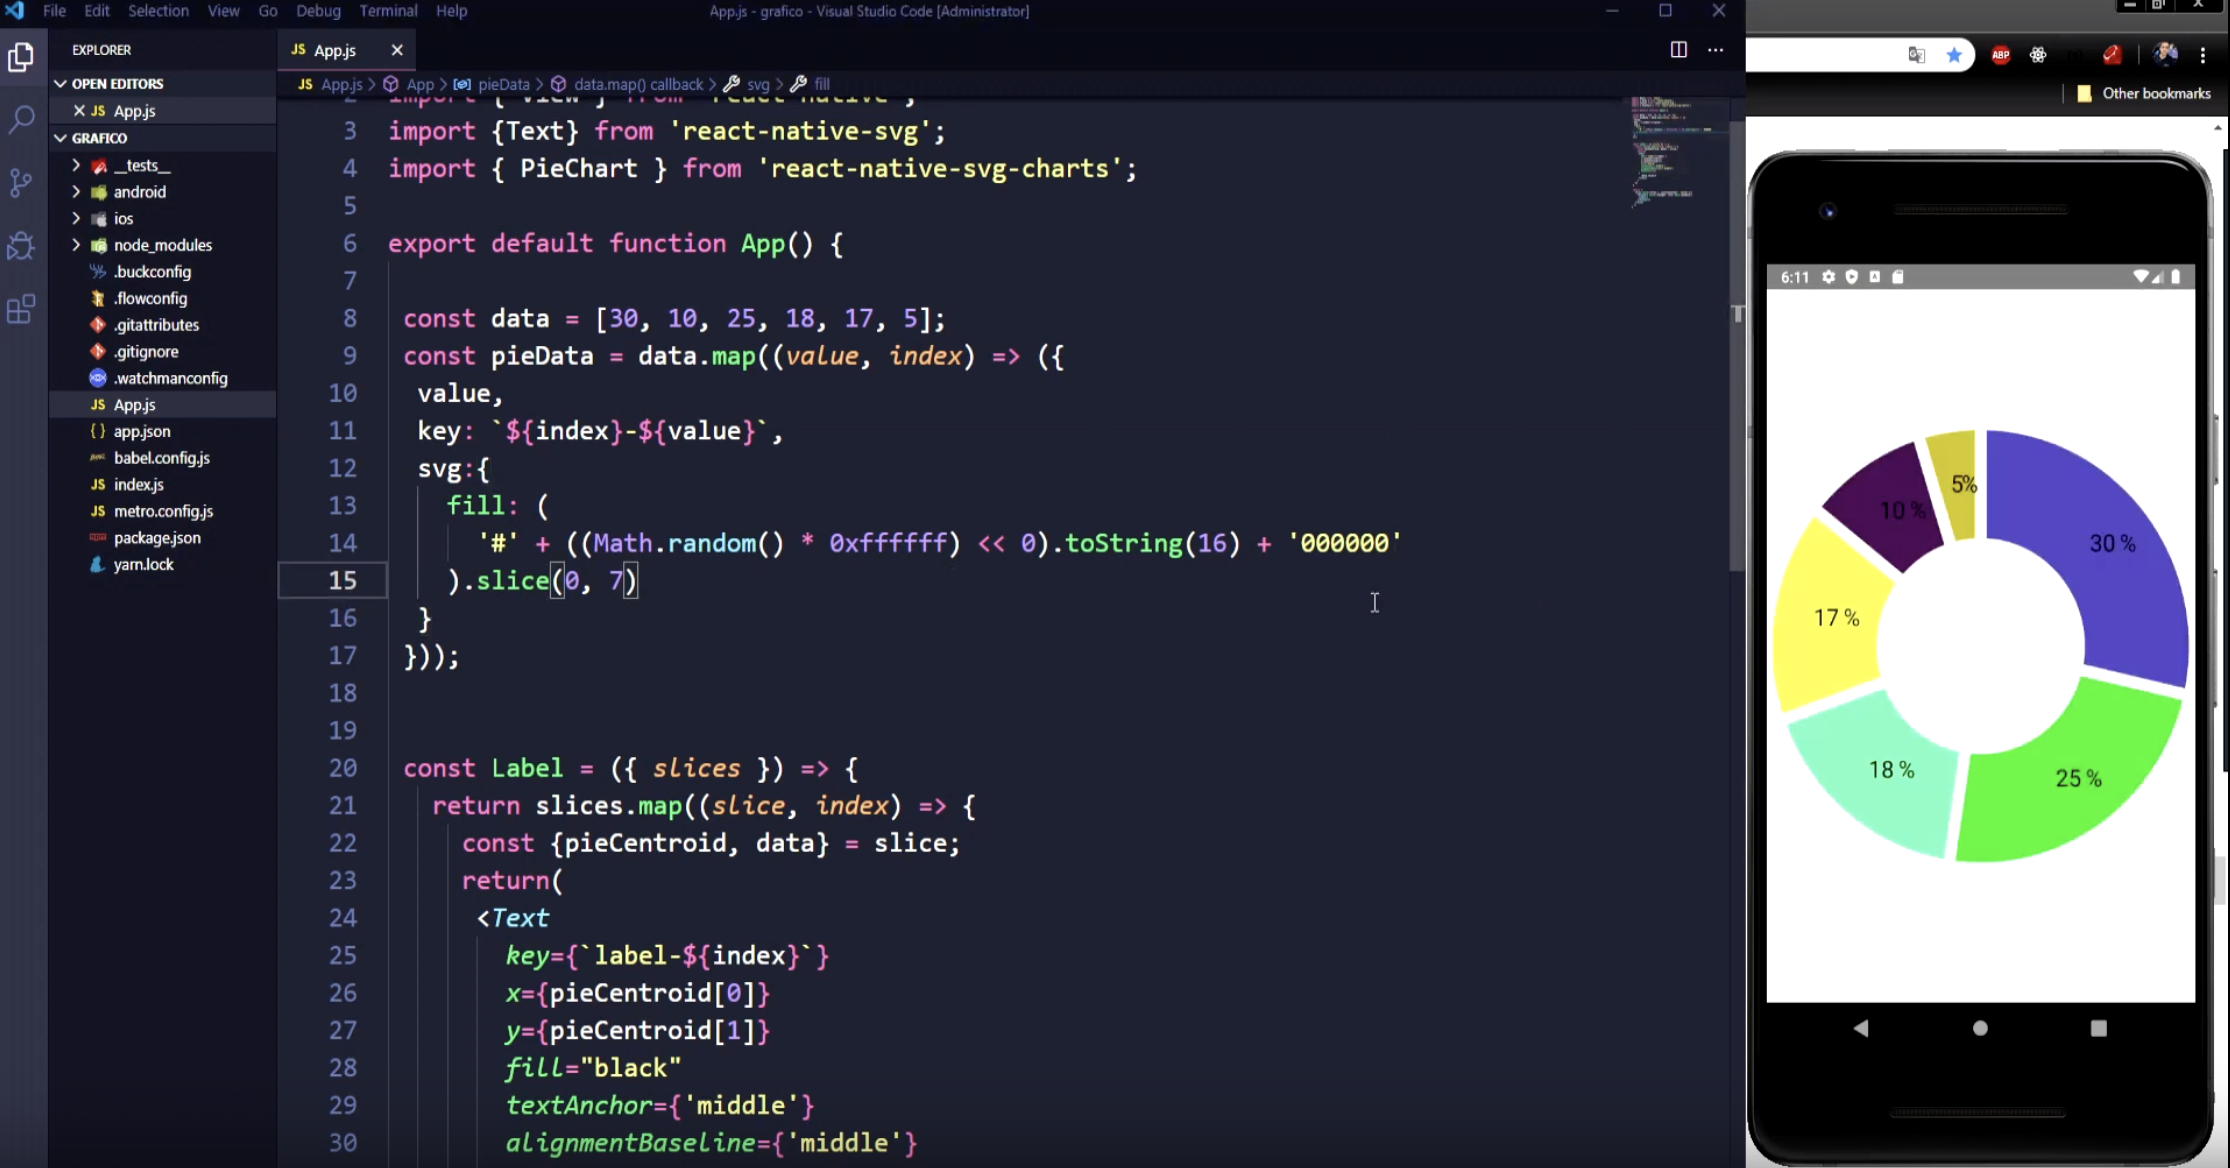 File Edit Selection View Go Debug Terminal Help
App.js - grafico - Visual Studio Code [Administrator]
EXPLORER
OPEN EDITORS
JS App.js
GRAFICO
__tests__
android
ios
node_modules
.buckconfig
.flowconfig
.gitattributes
.gitignore
.watchmanconfig
JS App.js
{} app.json
babel.config.js
JS index.js
JS metro.config.js
package.json
yarn.lock
JS App.js
JS App.js > App > pieData > data.map() callback > svg > fill
2 import { View } from 'react-native';
3 import {Text} from 'react-native-svg';
4 import { PieChart } from 'react-native-svg-charts';
5
6 export default function App() {
7
8 const data = [30, 10, 25, 18, 17, 5];
9 const pieData = data.map((value, index) => ({
10 value,
11 key: `${index}-${value}`,
12 svg:{
13 fill: (
14 '#' + ((Math.random() * 0xffffff) << 0).toString(16) + '000000'
15 ).slice(0, 7)
16 }
17 }));
18
19
20 const Label = ({ slices }) => {
21 return slices.map((slice, index) => {
22 const {pieCentroid, data} = slice;
23 return(
24 <Text
25 key={`label-${index}`}
26 x={pieCentroid[0]}
27 y={pieCentroid[1]}
28 fill="black"
29 textAnchor={'middle'}
30 alignmentBaseline={'middle'}
ABP
Other bookmarks
6:11
5%
10 %
30 %
17 %
18 %
25 %